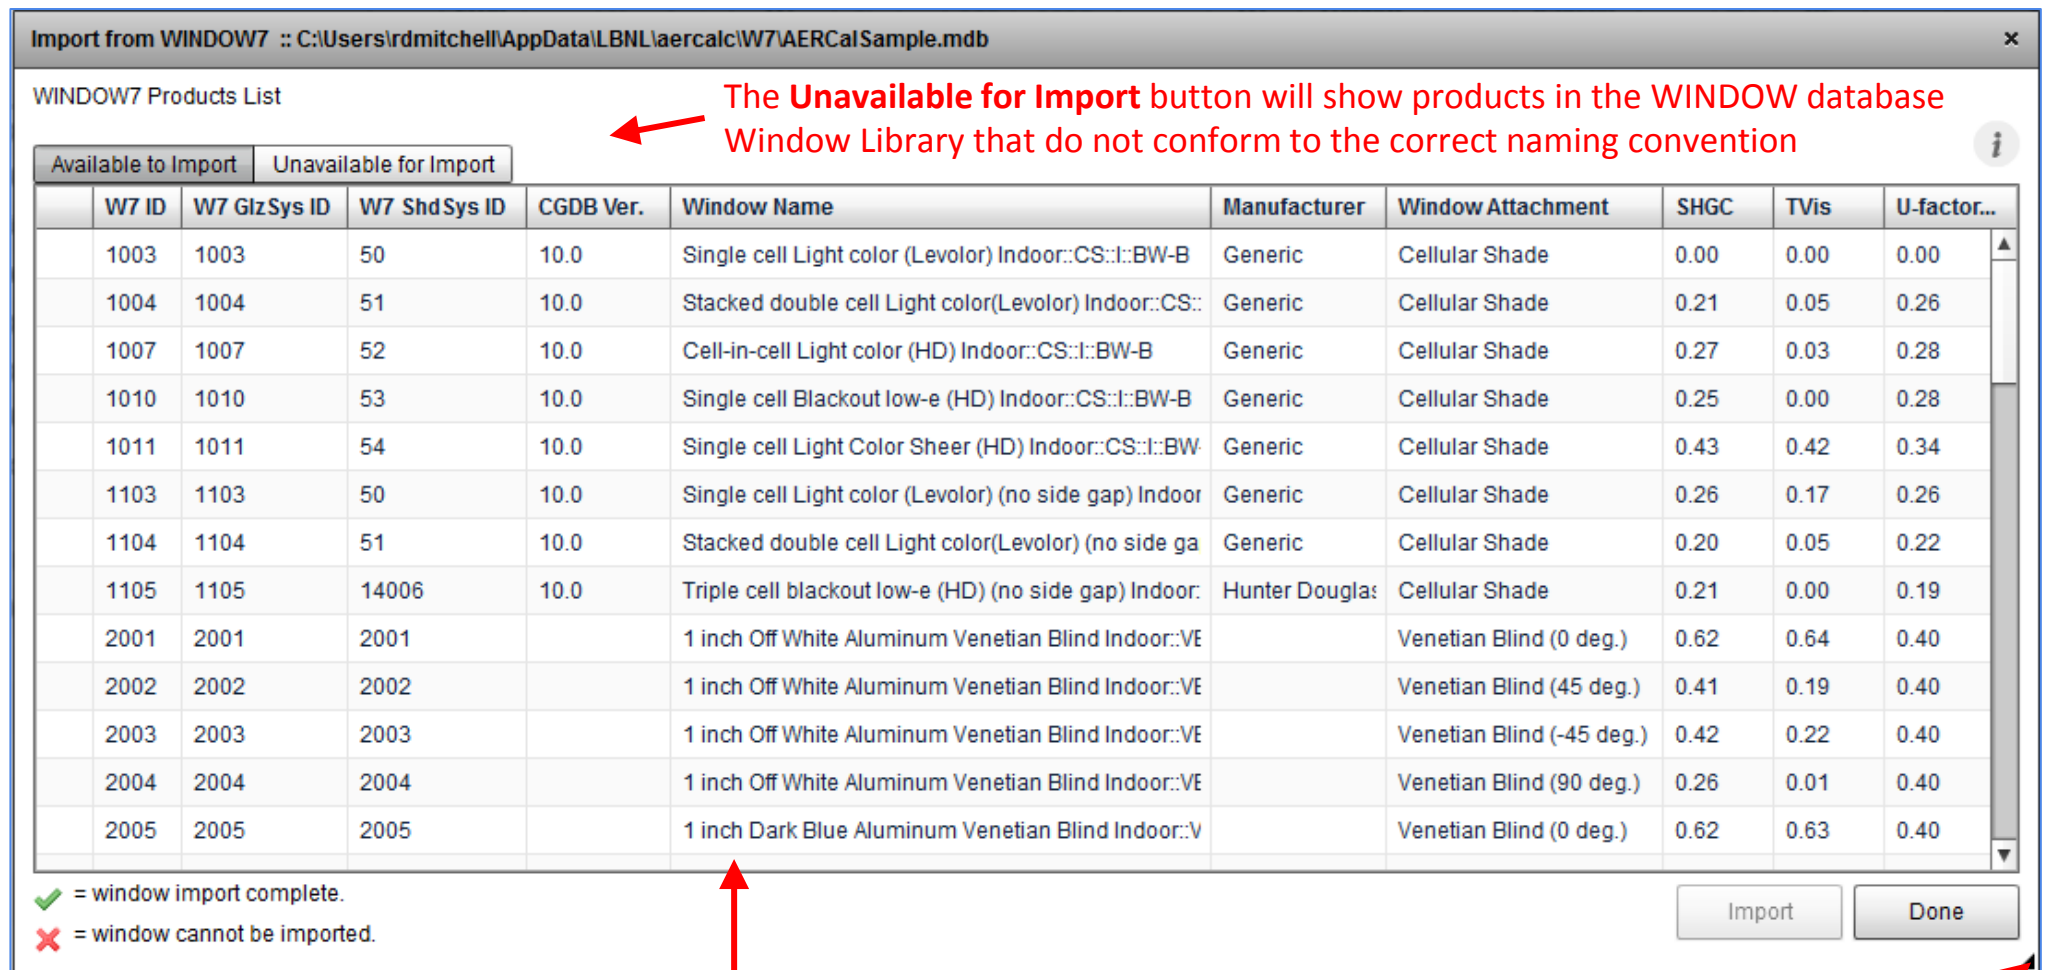 Import from WINDOW7 :: C:\Users\rdmitchell\AppData\LBNL\aercalc\W7\AERCalSample.mdb
WINDOW7 Products List
The Unavailable for Import button will show products in the WINDOW database
Window Library that do not conform to the correct naming convention
Available to Import Unavailable for Import
W7 ID W7 GlzSys ID W7 ShdSys ID CGDB Ver. Window Name Manufacturer Window Attachment SHGC TVis U-factor...
1003 1003 50 10.0 Single cell Light color (Levolor) Indoor::CS::I::BW-B Generic Cellular Shade 0.00 0.00 0.00
1004 1004 51 10.0 Stacked double cell Light color(Levolor) Indoor::CS:: Generic Cellular Shade 0.21 0.05 0.26
1007 1007 52 10.0 Cell-in-cell Light color (HD) Indoor::CS::I::BW-B Generic Cellular Shade 0.27 0.03 0.28
1010 1010 53 10.0 Single cell Blackout low-e (HD) Indoor::CS::I::BW-B Generic Cellular Shade 0.25 0.00 0.28
1011 1011 54 10.0 Single cell Light Color Sheer (HD) Indoor::CS::I::BW- Generic Cellular Shade 0.43 0.42 0.34
1103 1103 50 10.0 Single cell Light color (Levolor) (no side gap) Indoor Generic Cellular Shade 0.26 0.17 0.26
1104 1104 51 10.0 Stacked double cell Light color(Levolor) (no side ga Generic Cellular Shade 0.20 0.05 0.22
1105 1105 14006 10.0 Triple cell blackout low-e (HD) (no side gap) Indoor: Hunter Douglas Cellular Shade 0.21 0.00 0.19
2001 2001 2001 1 inch Off White Aluminum Venetian Blind Indoor::VE Venetian Blind (0 deg.) 0.62 0.64 0.40
2002 2002 2002 1 inch Off White Aluminum Venetian Blind Indoor::VE Venetian Blind (45 deg.) 0.41 0.19 0.40
2003 2003 2003 1 inch Off White Aluminum Venetian Blind Indoor::VE Venetian Blind (-45 deg.) 0.42 0.22 0.40
2004 2004 2004 1 inch Off White Aluminum Venetian Blind Indoor::VE Venetian Blind (90 deg.) 0.26 0.01 0.40
2005 2005 2005 1 inch Dark Blue Aluminum Venetian Blind Indoor::V Venetian Blind (0 deg.) 0.62 0.63 0.40
= window import complete.
= window cannot be imported.
Import Done